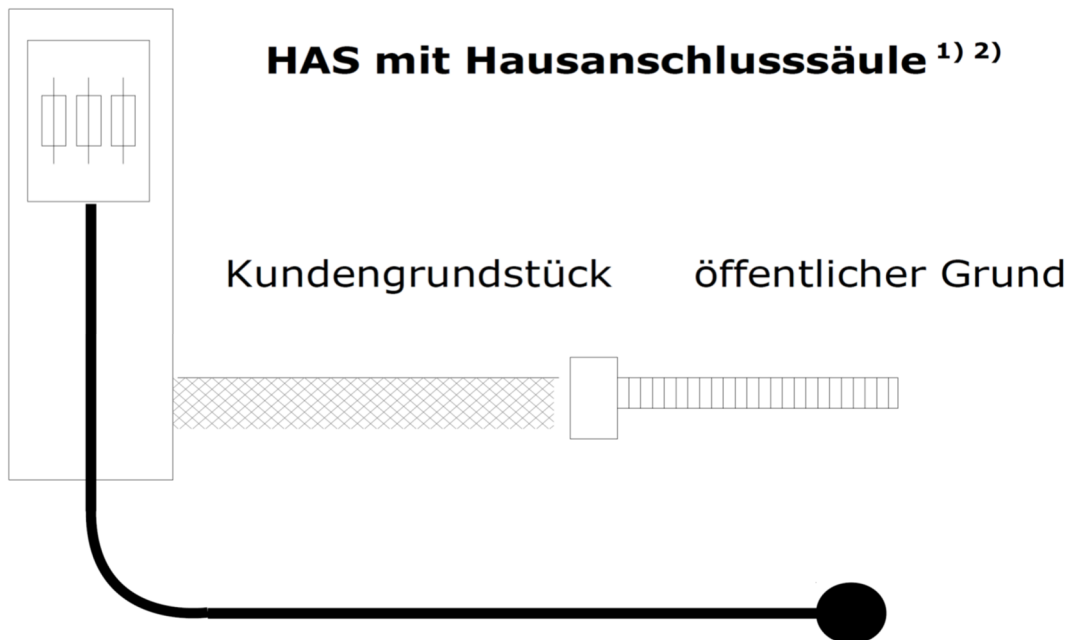 HAS mit Hausanschlusssäule ¹⁾ ²⁾
Kundengrundstück öffentlicher Grund